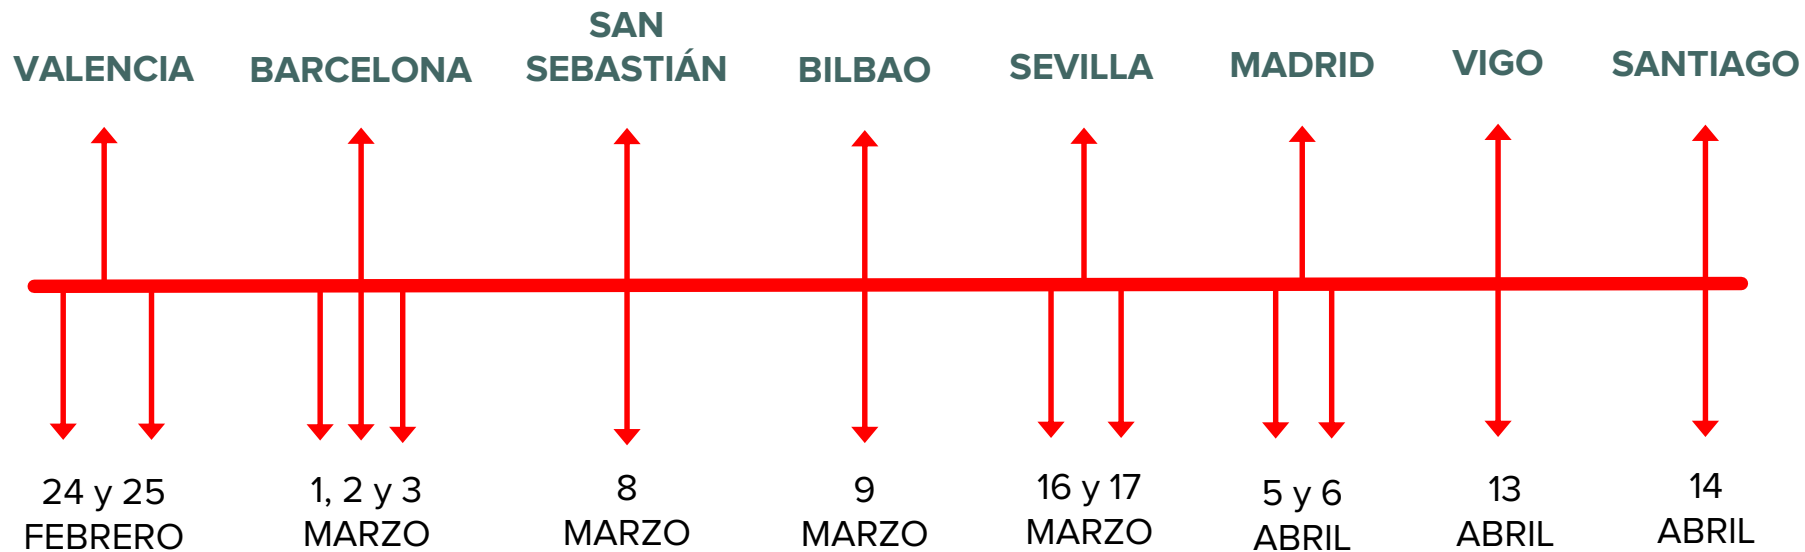 VALENCIA
BARCELONA
SAN
SEBASTIÁN
BILBAO
SEVILLA
MADRID
VIGO
SANTIAGO
24 y 25
FEBRERO
1, 2 y 3
MARZO
8
MARZO
9
MARZO
16 y 17
MARZO
5 y 6
ABRIL
13
ABRIL
14
ABRIL